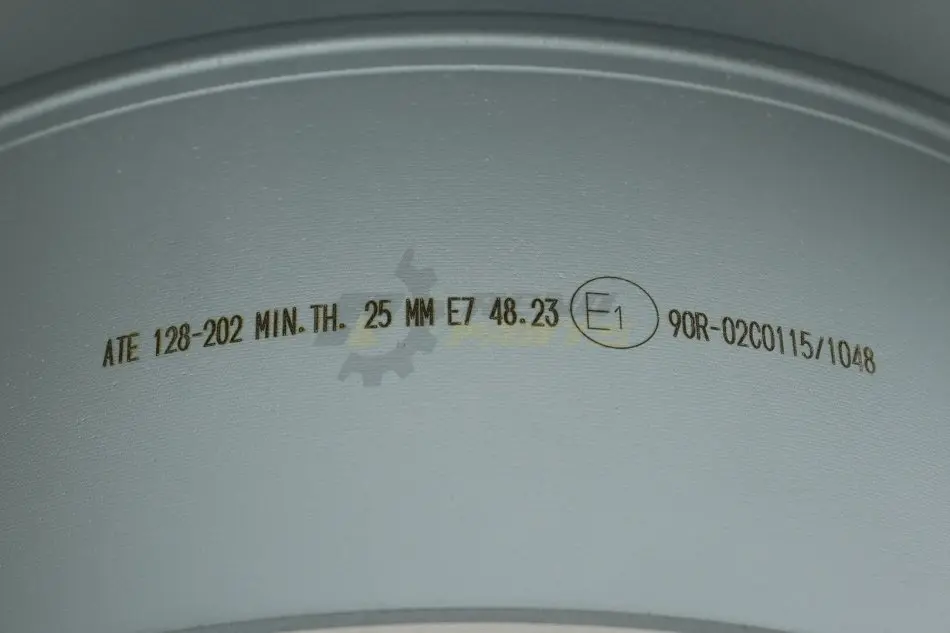 ATE 128-202 MIN. TH. 25 MM E7 48.23 E1 90R-02C0115/1048